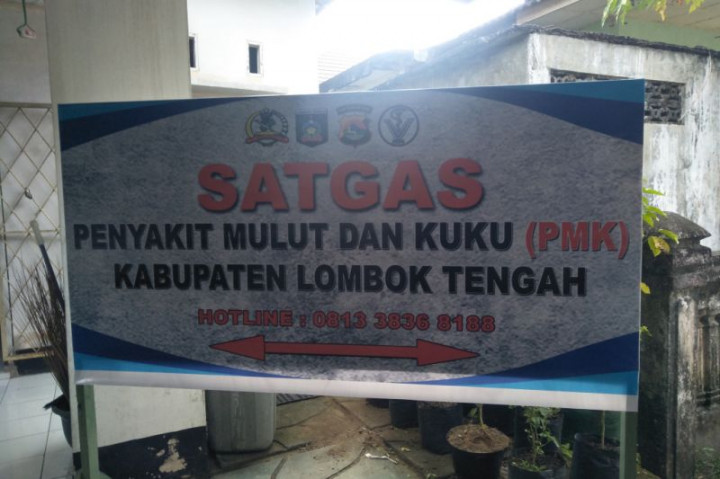 SATGAS
PENYAKIT MULUT DAN KUKU (PMK)
KABUPATEN LOMBOK TENGAH
HOTLINE : 0813 3836 8188